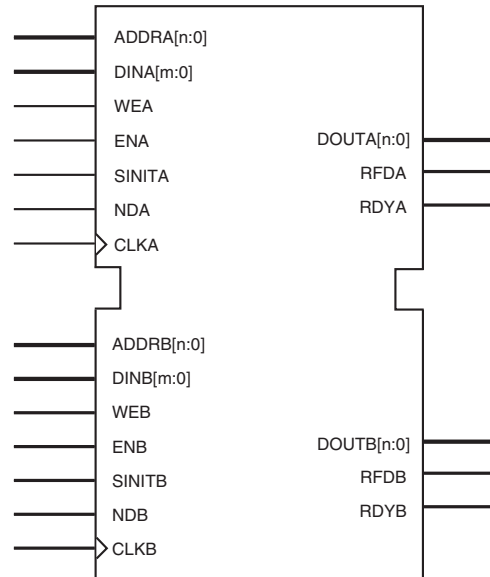 ADDRA[n:0]
DINA[m:0]
WEA
ENA
DOUTA[n:0]
SINITA
RFDA
NDA
RDYA
CLKA
ADDRB[n:0]
DINB[m:0]
WEB
ENB
DOUTB[n:0]
SINITB
RFDB
NDB
RDYB
CLKB